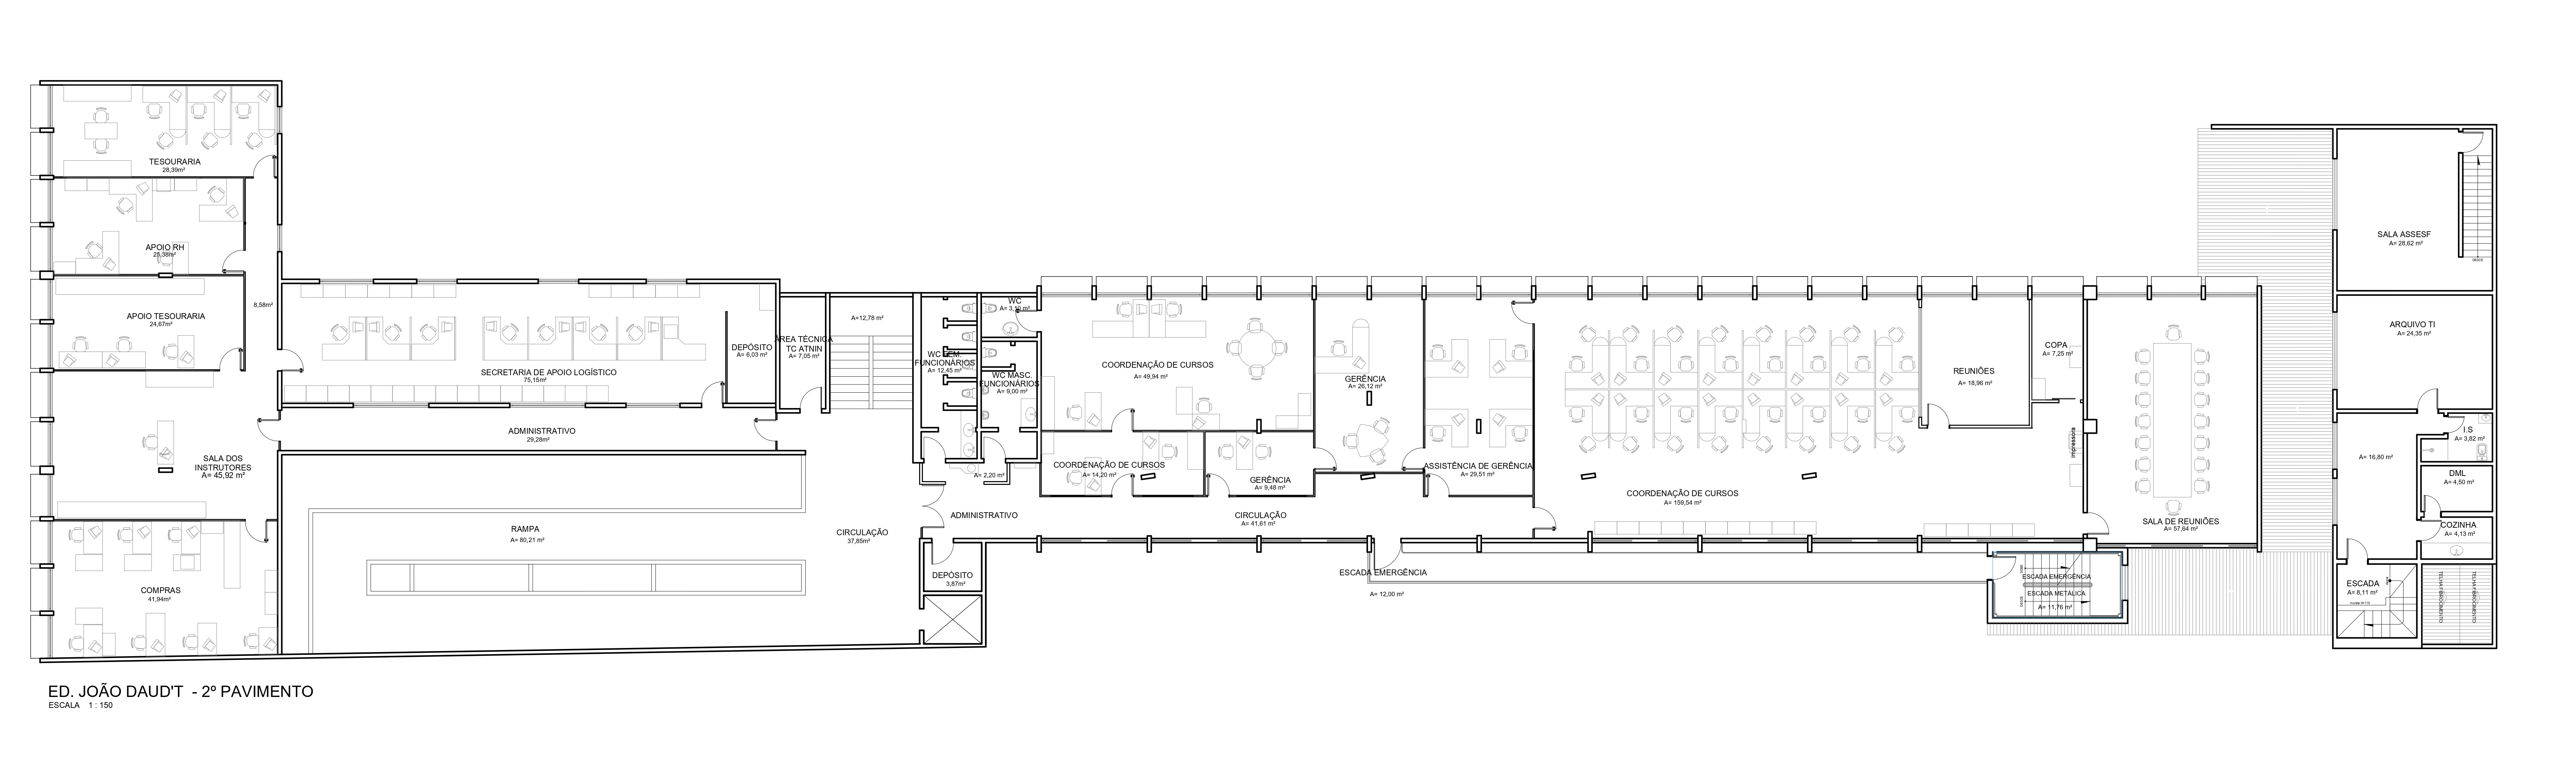 TESOURARIA
28,39m²
APOIO RH
25,38m²
APOIO TESOURARIA
24,67m²
8,58m²
SALA DOS
INSTRUTORES
A= 45,92 m²
COMPRAS
41,94m²
SECRETARIA DE APOIO LOGÍSTICO
75,15m²
DEPÓSITO
A= 6,03 m²
ÁREA TÉCNICA
TC ATNIN
A= 7,05 m²
A=12,78 m²
ADMINISTRATIVO
29,28m²
RAMPA
A= 80,21 m²
CIRCULAÇÃO
37,85m²
WC FEM.
FUNCIONÁRIOS
A= 12,45 m²
WC
A= 3,10 m²
WC MASC.
FUNCIONÁRIOS
A= 9,00 m²
A= 2,20 m²
ADMINISTRATIVO
DEPÓSITO
3,87m²
COORDENAÇÃO DE CURSOS
A= 49,94 m²
COORDENAÇÃO DE CURSOS
A= 14,20 m²
GERÊNCIA
A= 9,48 m²
CIRCULAÇÃO
A= 41,61 m²
GERÊNCIA
A= 26,12 m²
ASSISTÊNCIA DE GERÊNCIA
A= 29,51 m²
ESCADA EMERGÊNCIA
A= 12,00 m²
COORDENAÇÃO DE CURSOS
A= 159,54 m²
REUNIÕES
A= 18,96 m²
COPA
A= 7,25 m²
impressora
SALA DE REUNIÕES
A= 57,64 m²
ESCADA EMERGÊNCIA
ESCADA METÁLICA
A= 11,76 m²
SALA ASSESF
A= 28,62 m²
ARQUIVO TI
A= 24,35 m²
A= 16,80 m²
I.S
A= 3,82 m²
DML
A= 4,50 m²
COZINHA
A= 4,13 m²
ESCADA
A= 8,11 m²
TELHA FIBROCIMENTO
TELHA FIBROCIMENTO
ED. JOÃO DAUD'T - 2º PAVIMENTO
ESCALA 1 : 150